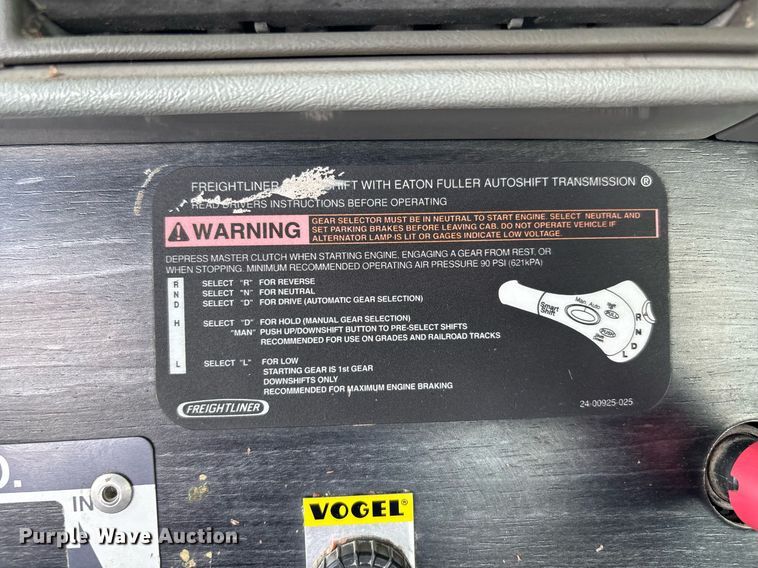 FREIGHTLINER SHIFT WITH EATON FULLER AUTOSHIFT TRANSMISSION ®
READ DRIVERS INSTRUCTIONS BEFORE OPERATING
WARNING
GEAR SELECTOR MUST BE IN NEUTRAL TO START ENGINE. SELECT NEUTRAL AND
SET PARKING BRAKES BEFORE LEAVING CAB. DO NOT OPERATE VEHICLE IF
ALTERNATOR LAMP IS LIT OR GAGES INDICATE LOW VOLTAGE.
DEPRESS MASTER CLUTCH WHEN STARTING ENGINE, ENGAGING A GEAR FROM REST, OR
WHEN STOPPING. MINIMUM RECOMMENDED OPERATING AIR PRESSURE 90 PSI (621kPA)
R SELECT "R" FOR REVERSE
N SELECT "N" FOR NEUTRAL
D SELECT "D" FOR DRIVE (AUTOMATIC GEAR SELECTION)
H SELECT "D" FOR HOLD (MANUAL GEAR SELECTION)
"MAN" PUSH UP/DOWNSHIFT BUTTON TO PRE-SELECT SHIFTS
RECOMMENDED FOR USE ON GRADES AND RAILROAD TRACKS
L SELECT "L" FOR LOW
STARTING GEAR IS 1st GEAR
DOWNSHIFTS ONLY
RECOMMENDED FOR MAXIMUM ENGINE BRAKING
Smart
Shift
Man. Auto
PULL
PUSH
R
N
D
L
FREIGHTLINER
24-00925-025
O.
IN
VOGEL®
Purple Wave Auction